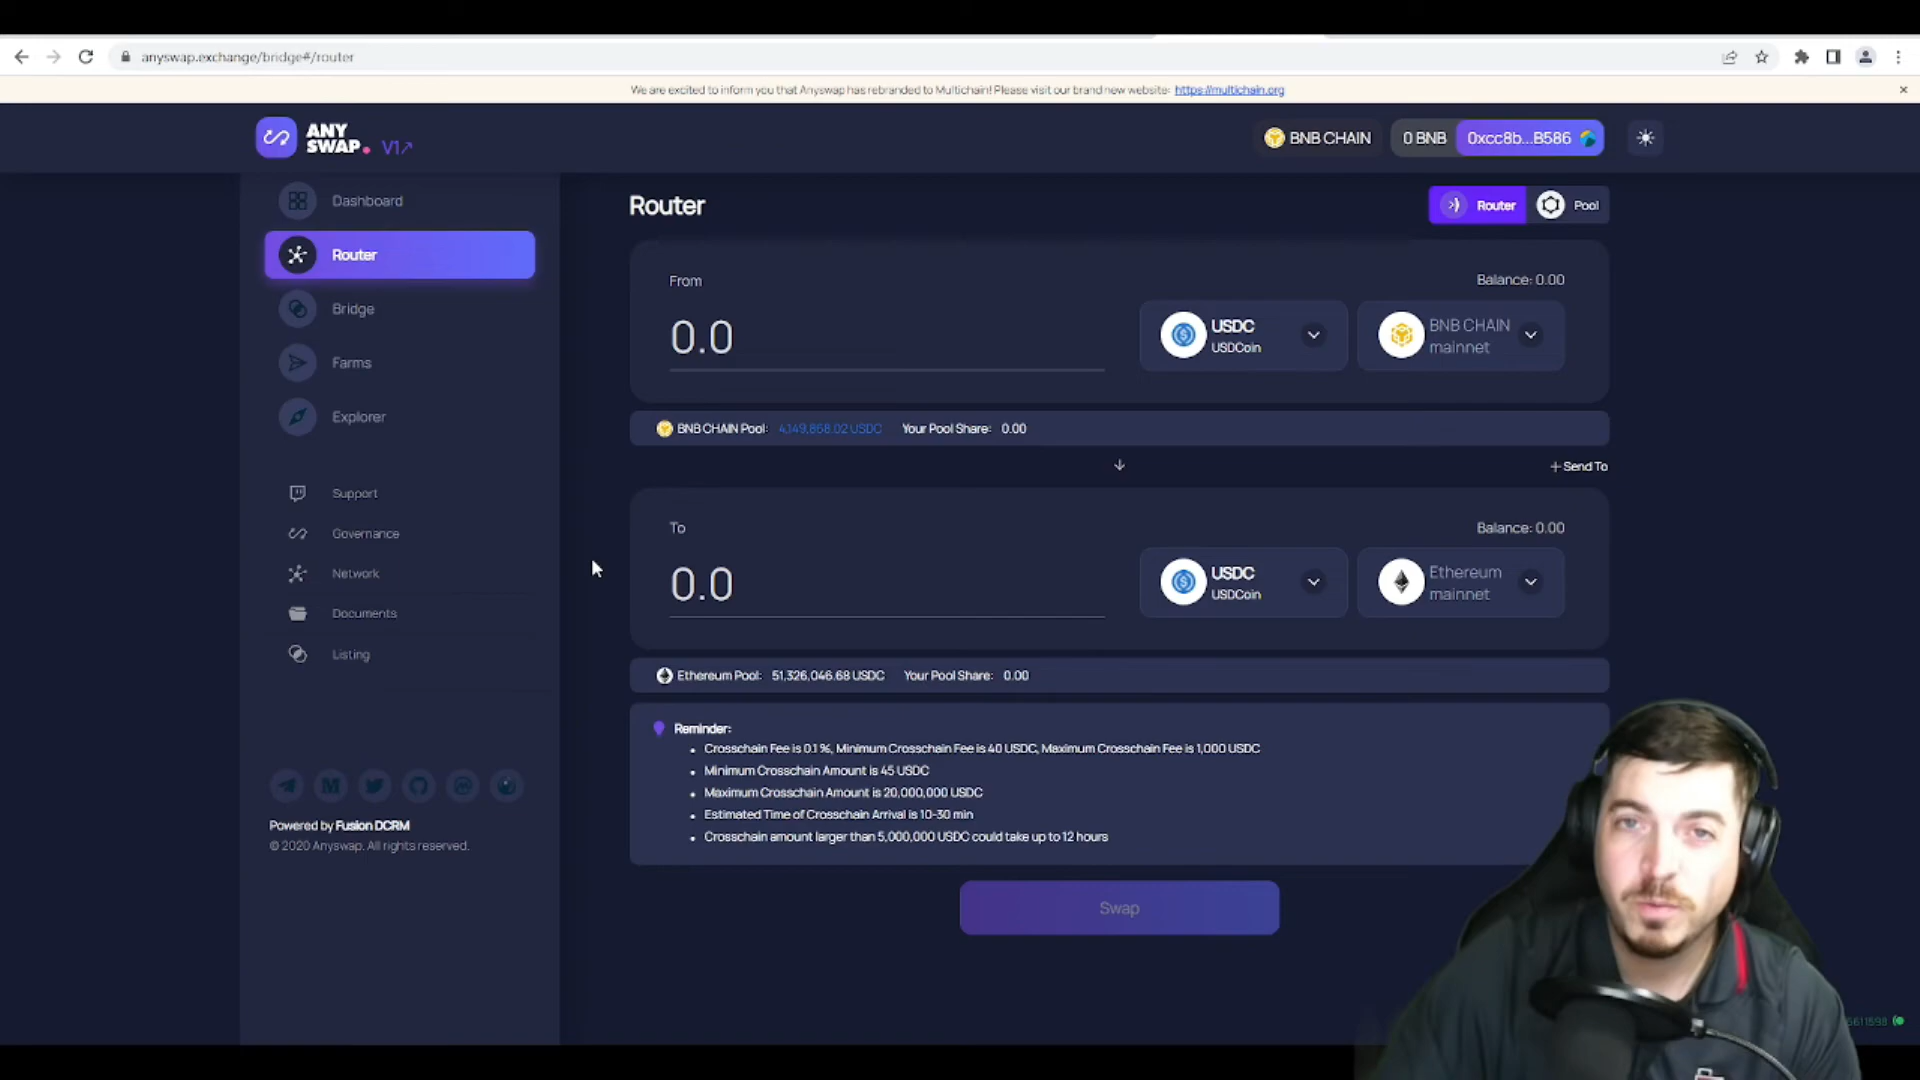 anyswap.exchange/bridge#/router
We are excited to inform you that Anyswap has rebranded to Multichain! Please visit our brand new website: https://multichain.org
ANY
SWAP. V1↗
BNB CHAIN
0 BNB
0xcc8b...B586
Dashboard
Router
Bridge
Farms
Explorer
Support
Governance
Network
Documents
Listing
Powered by Fusion DCRM
© 2020 Anyswap. All rights reserved.
Router
Router
Pool
From
Balance: 0.00
0.0
USDC
USDCoin
BNB CHAIN
mainnet
BNB CHAIN Pool: 4,149,868.02 USDC Your Pool Share: 0.00
+ Send To
To
Balance: 0.00
0.0
USDC
USDCoin
Ethereum
mainnet
Ethereum Pool: 51,326,046.68 USDC Your Pool Share: 0.00
Reminder:
Crosschain Fee is 0.1 %, Minimum Crosschain Fee is 40 USDC, Maximum Crosschain Fee is 1,000 USDC
Minimum Crosschain Amount is 45 USDC
Maximum Crosschain Amount is 20,000,000 USDC
Estimated Time of Crosschain Arrival is 10-30 min
Crosschain amount larger than 5,000,000 USDC could take up to 12 hours
Swap